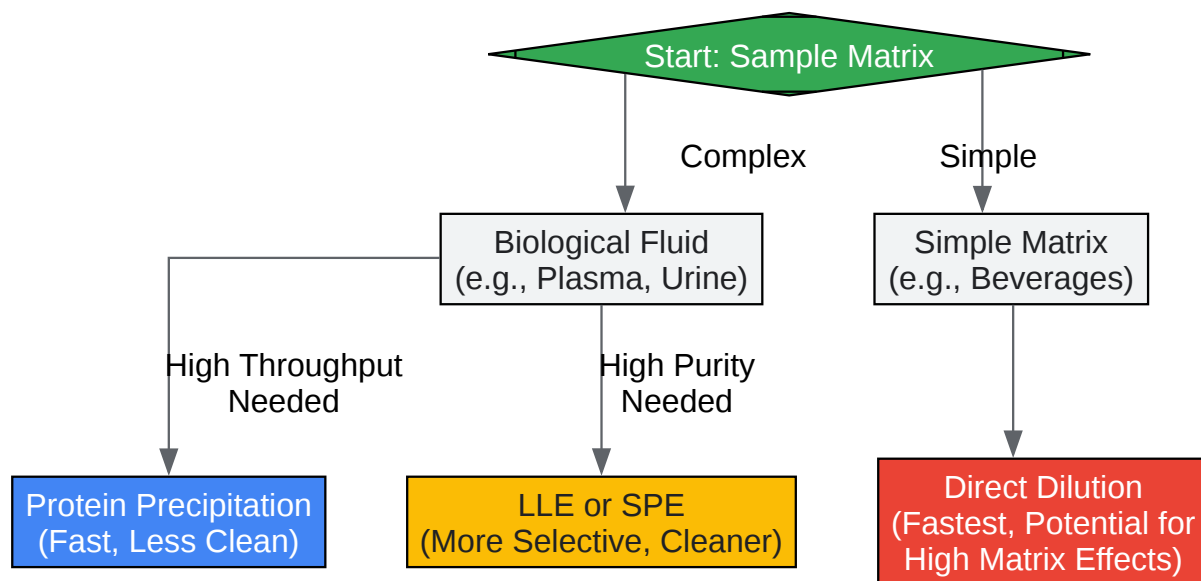 Start: Sample Matrix
Complex
Simple
Biological Fluid
(e.g., Plasma, Urine)
Simple Matrix
(e.g., Beverages)
High Throughput
Needed
High Purity
Needed
Protein Precipitation
(Fast, Less Clean)
LLE or SPE
(More Selective, Cleaner)
Direct Dilution
(Fastest, Potential for
High Matrix Effects)